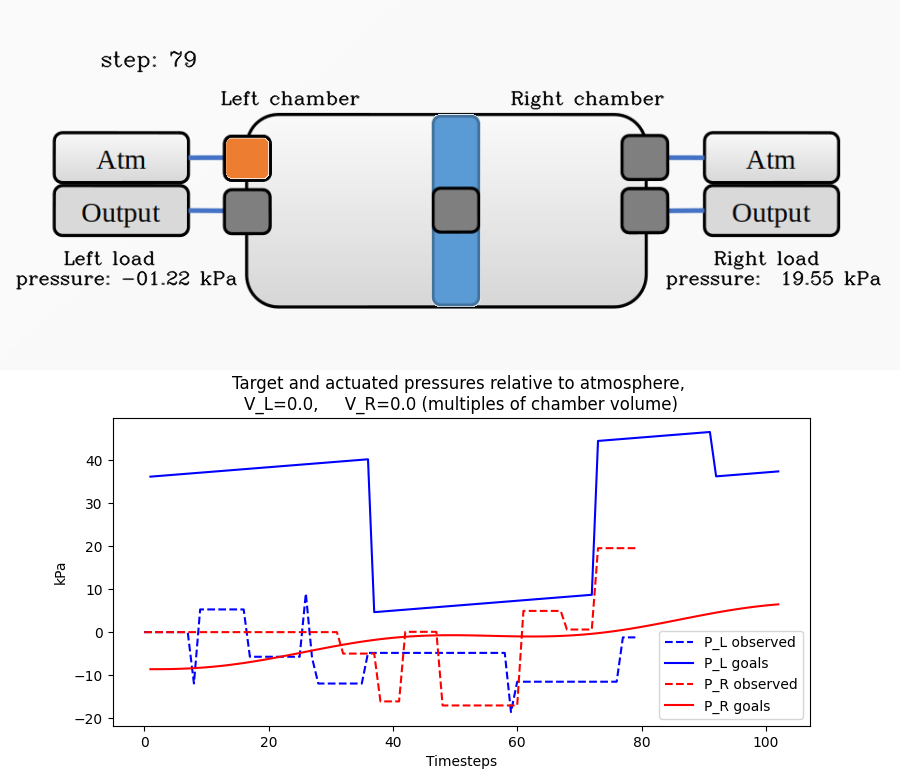 step: 79
Left chamber
Right chamber
Atm
Atm
Output
Output
Left load
pressure: -01.22 kPa
Right load
pressure: 19.55 kPa
Target and actuated pressures relative to atmosphere,
V_L=0.0, V_R=0.0 (multiples of chamber volume)
kPa
40
30
20
10
0
−10
−20
P_L observed
P_L goals
P_R observed
P_R goals
0 20 40 60 80 100
Timesteps